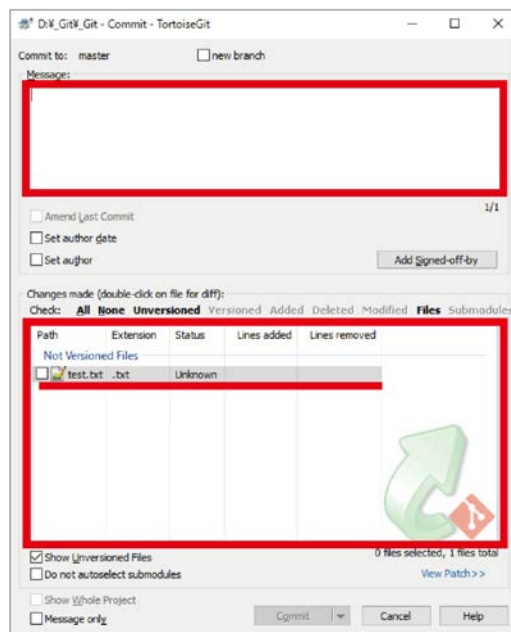 D:¥_Git¥_Git - Commit - TortoiseGit
Commit to: master new branch
Message:
1/1
Amend Last Commit
Set author date
Set author Add Signed-off-by
Changes made (double-click on file for diff):
Check: All None Unversioned Versioned Added Deleted Modified Files Submodules
Path Extension Status Lines added Lines removed
Not Versioned Files
test.txt .txt Unknown
Show Unversioned Files 0 files selected, 1 files total
Do not autoselect submodules View Patch>>
Show Whole Project
Message only Commit Cancel Help